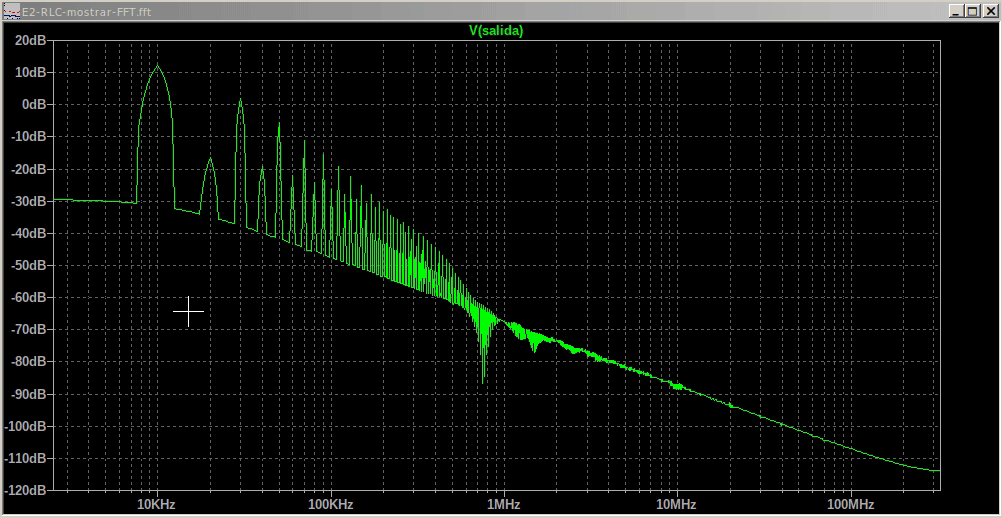 E2-RLC-mostrar-FFT.fft
V(salida)
20dB
10dB
0dB
-10dB
-20dB
-30dB
-40dB
-50dB
-60dB
-70dB
-80dB
-90dB
-100dB
-110dB
-120dB
10KHz 100KHz 1MHz 10MHz 100MHz